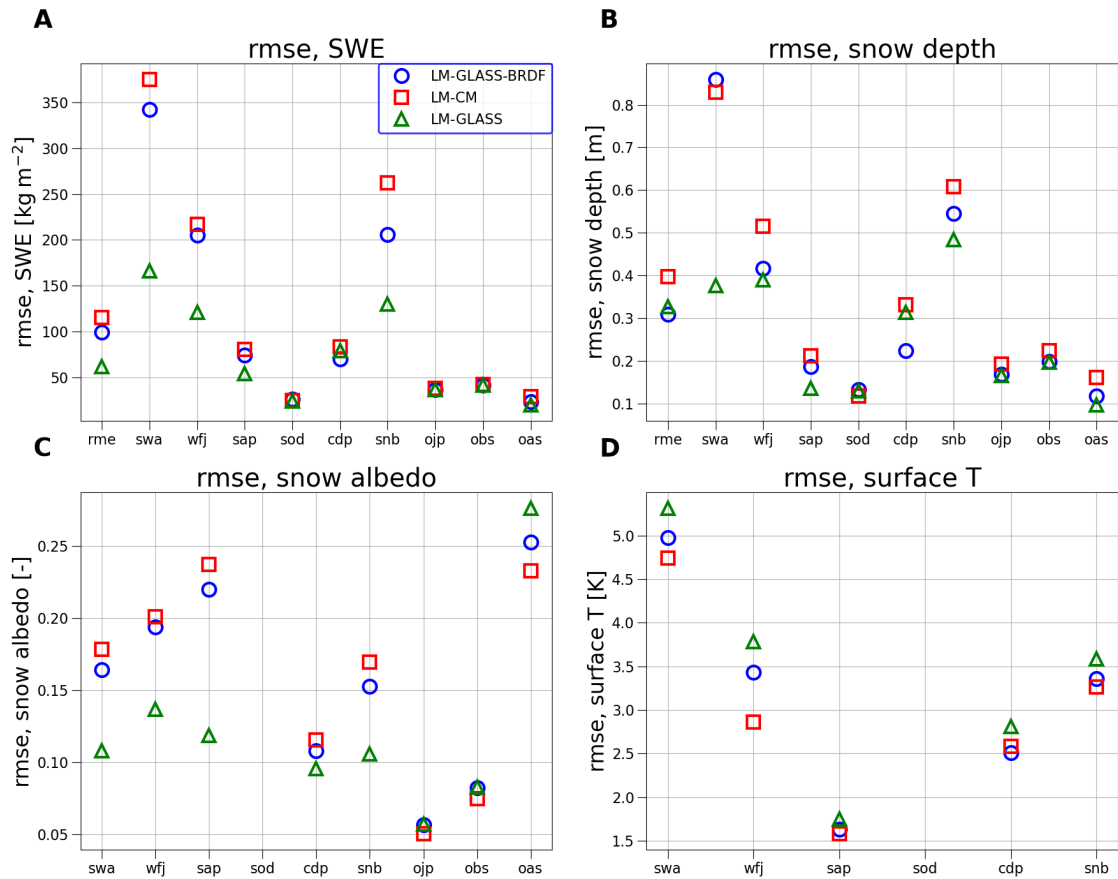 A
rmse, SWE
rmse, SWE [kg m⁻²]
350
300
250
200
150
100
50
LM-GLASS-BRDF
LM-CM
LM-GLASS
rme swa wfj sap sod cdp snb ojp obs oas
B
rmse, snow depth
rmse, snow depth [m]
0.8
0.7
0.6
0.5
0.4
0.3
0.2
0.1
rme swa wfj sap sod cdp snb ojp obs oas
C
rmse, snow albedo
rmse, snow albedo [-]
0.25
0.20
0.15
0.10
0.05
swa wfj sap sod cdp snb ojp obs oas
D
rmse, surface T
rmse, surface T [K]
5.0
4.5
4.0
3.5
3.0
2.5
2.0
1.5
swa wfj sap sod cdp snb